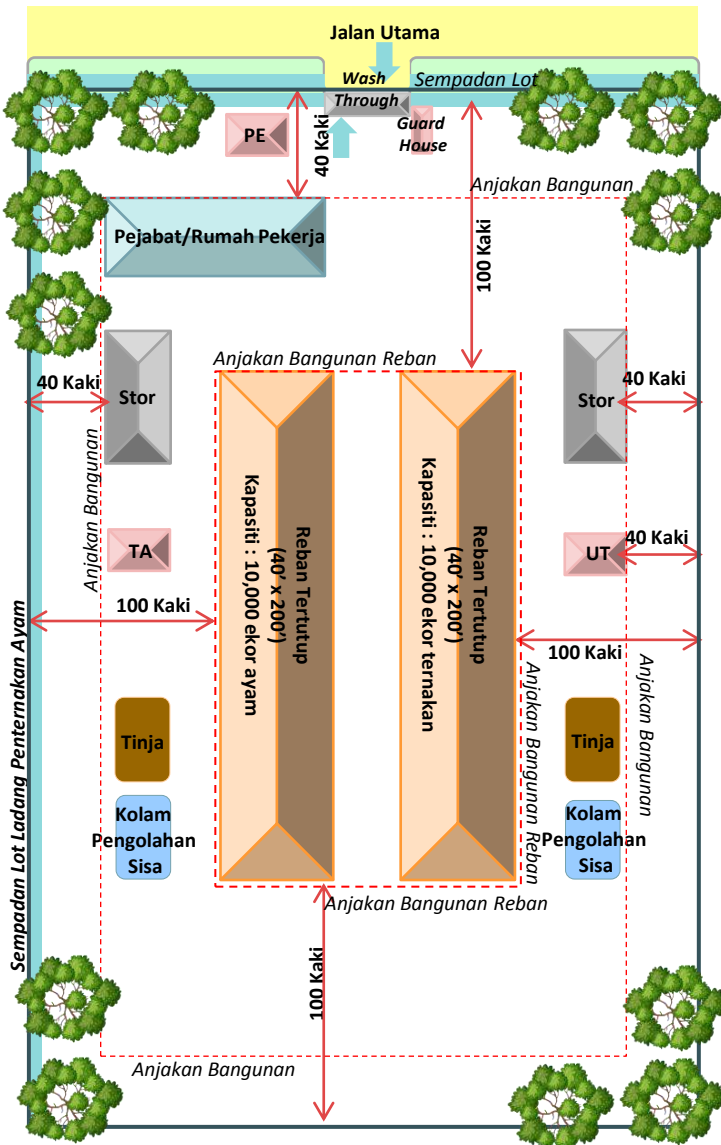 Jalan Utama
Wash
Through
Sempadan Lot
PE
40 Kaki
Guard
House
Anjakan Bangunan
Pejabat/Rumah Pekerja
100 Kaki
Anjakan Bangunan Reban
40 Kaki
Stor
Stor
40 Kaki
Anjakan Bangunan
TA
UT
40 Kaki
Reban Tertutup
(40' x 200')
Kapasiti : 10,000 ekor ayam
Reban Tertutup
(40' x 200')
Kapasiti : 10,000 ekor ternakan
100 Kaki
100 Kaki
Anjakan Bangunan Reban
Anjakan Bangunan
Tinja
Tinja
Kolam
Pengolahan
Sisa
Kolam
Pengolahan
Sisa
Sempadan Lot Ladang Penternakan Ayam
Anjakan Bangunan Reban
100 Kaki
Anjakan Bangunan